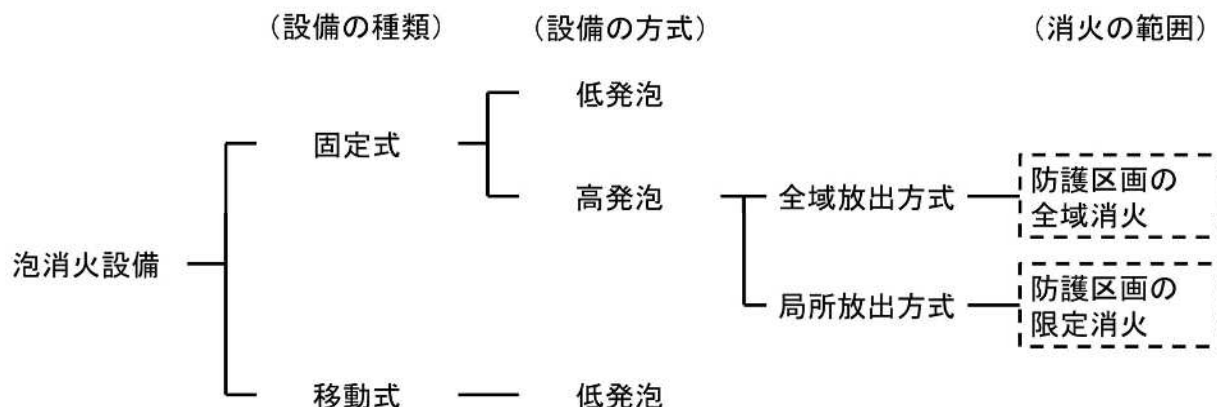 （設備の種類） （設備の方式） （消火の範囲）
低発泡
固定式
高発泡
全域放出方式
防護区画の
全域消火
泡消火設備
局所放出方式
防護区画の
限定消火
移動式
低発泡